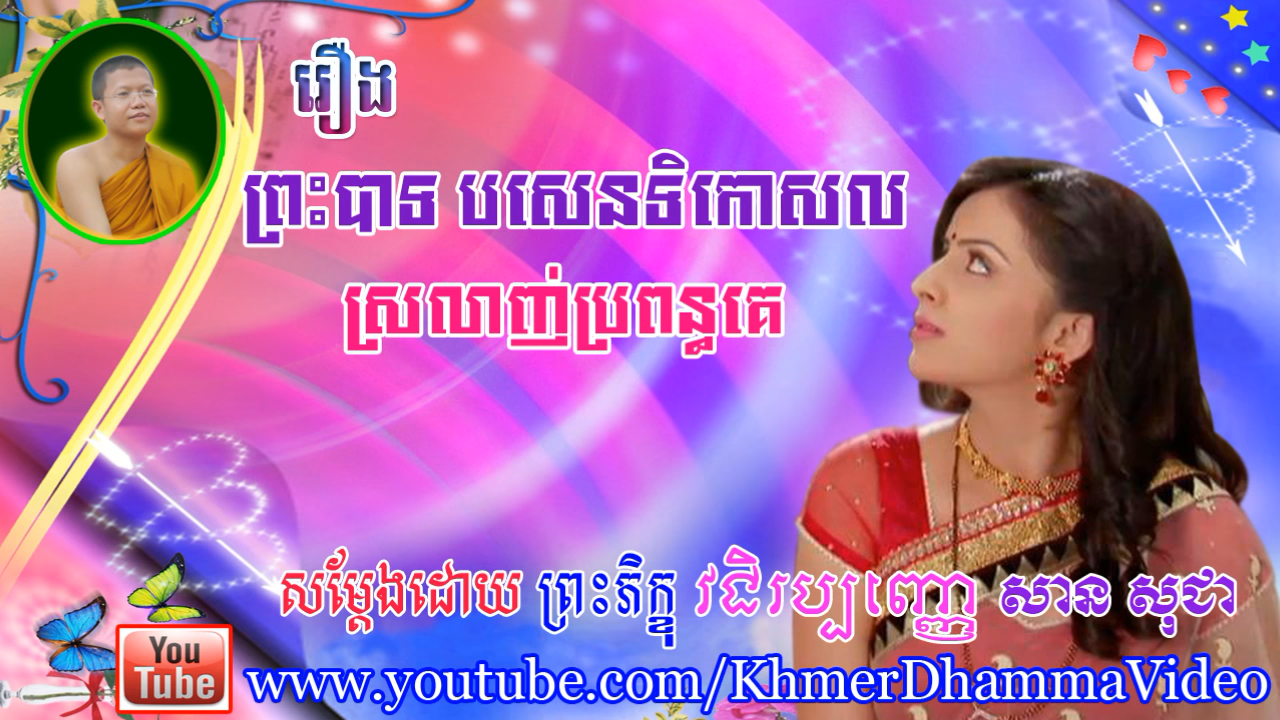 រឿង
ព្រះបាទ បសេនទិកោសល
ស្រលាញ់ប្រពន្ធគេ
សម្តែងដោយ ព្រះភិក្ខុ វជិរប្បញ្ញោ សាន សុជា
You
Tube
www.youtube.com/KhmerDhammaVideo